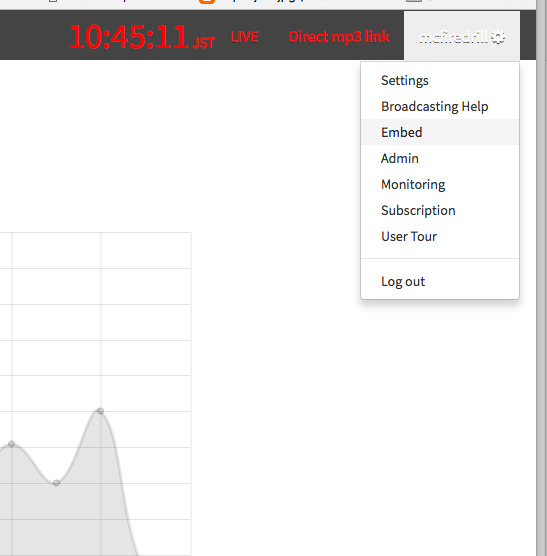 10:45:11 JST LIVE Direct mp3 link mcfiredrill
Settings
Broadcasting Help
Embed
Admin
Monitoring
Subscription
User Tour
Log out